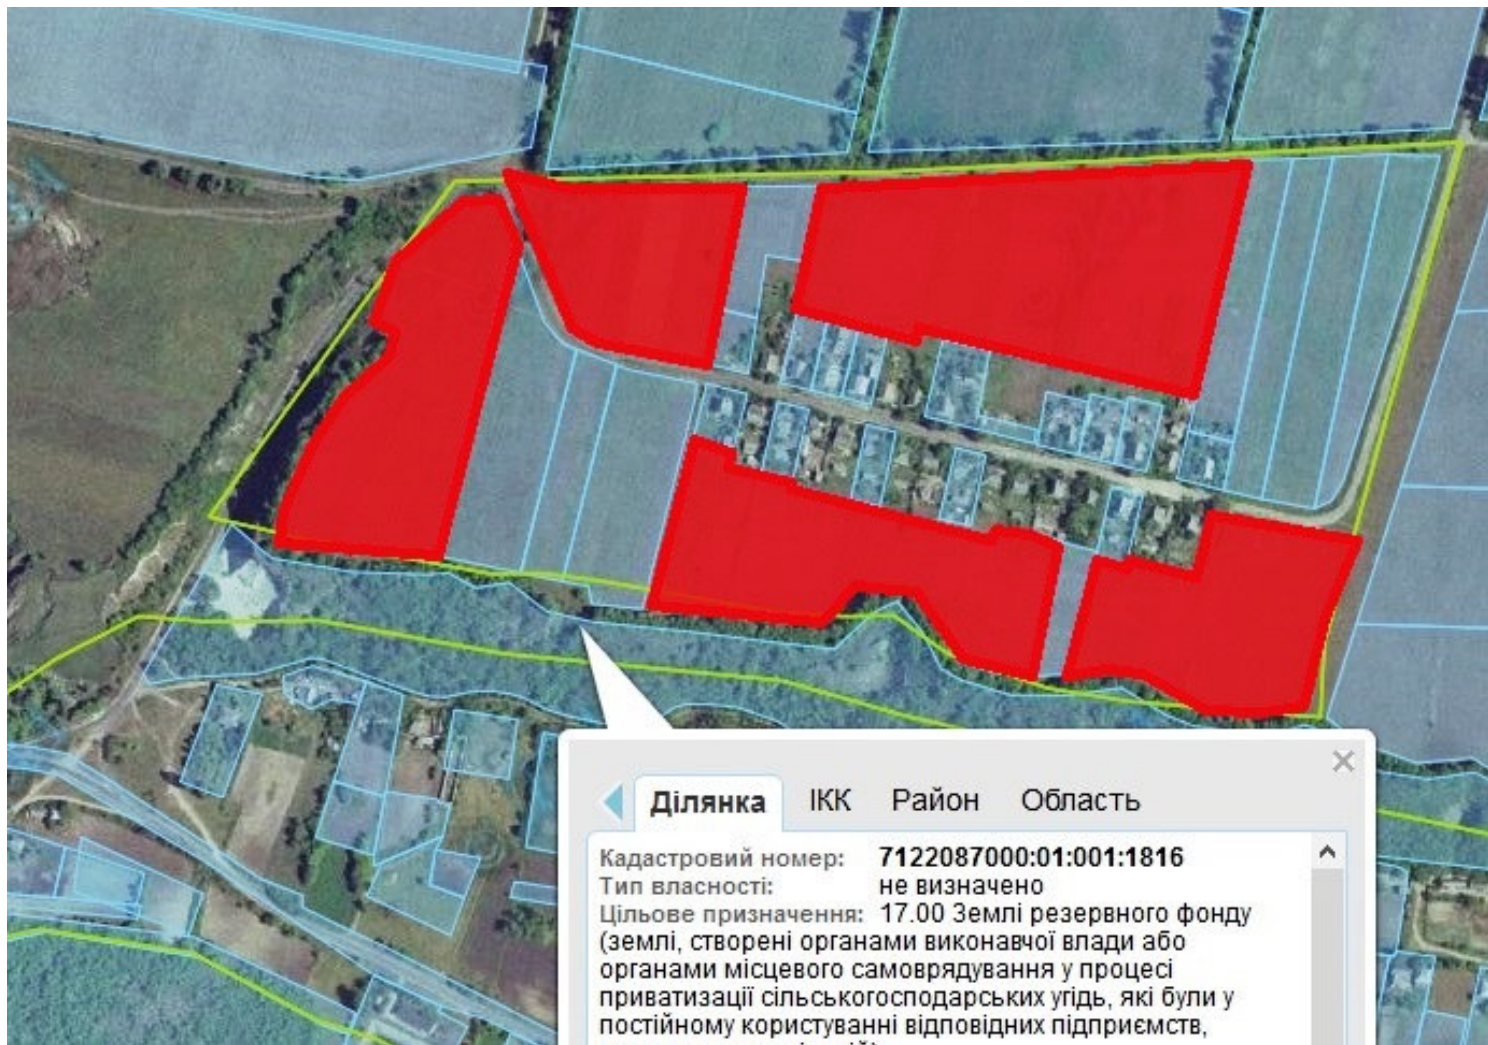 Ділянка ІКК Район Область
Кадастровий номер: 7122087000:01:001:1816
Тип власності: не визначено
Цільове призначення: 17.00 Землі резервного фонду
(землі, створені органами виконавчої влади або
органами місцевого самоврядування у процесі
приватизації сільськогосподарських угідь, які були у
постійному користуванні відповідних підприємств,